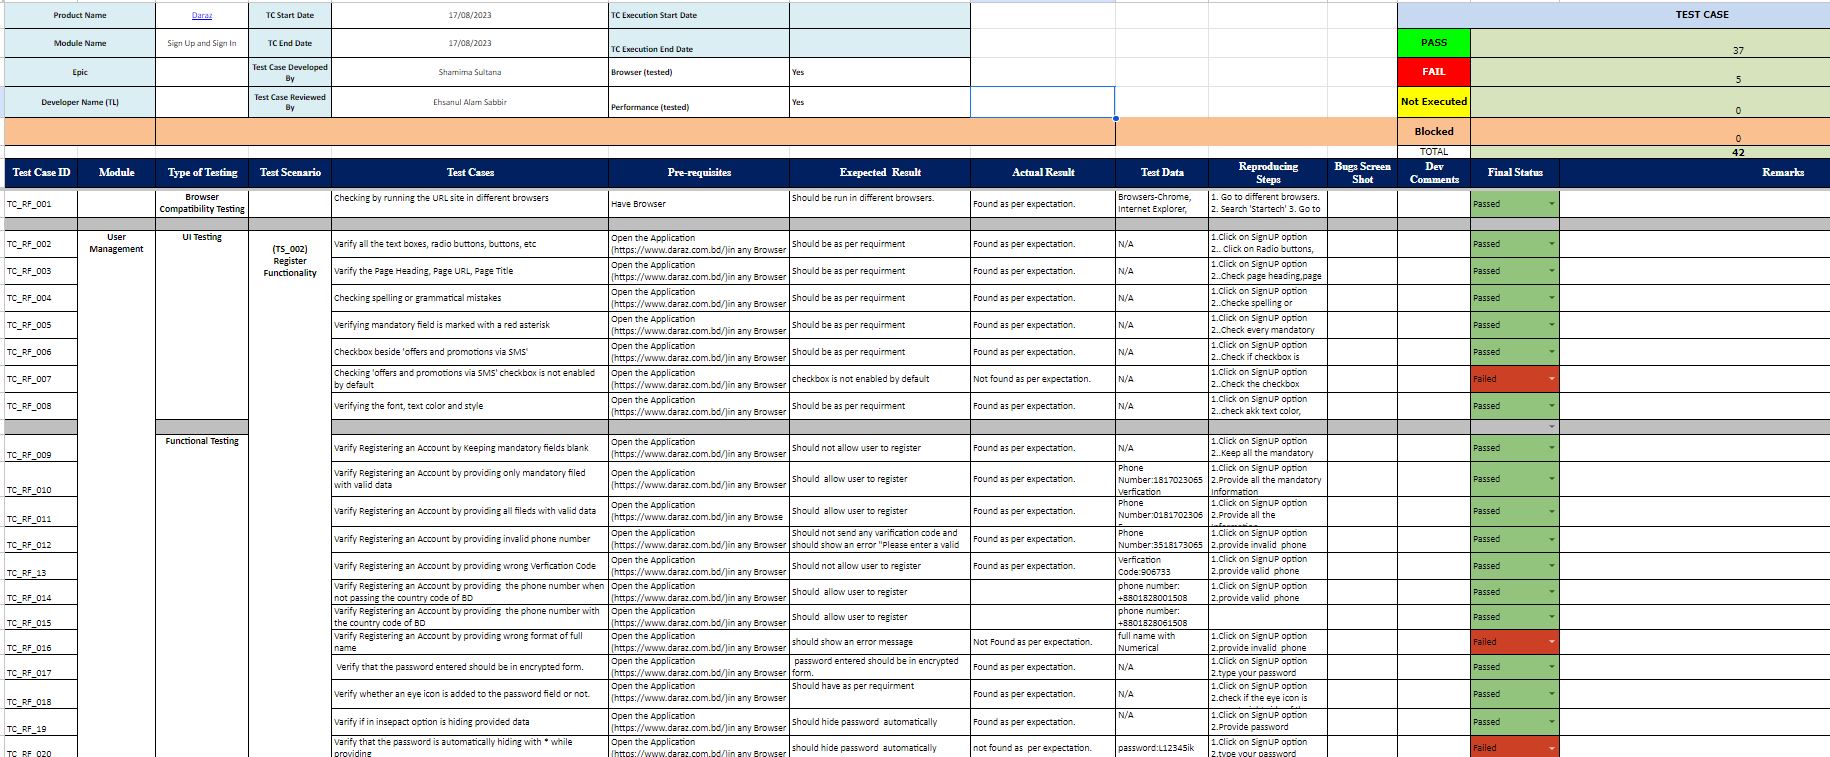 Product Name Daraz TC Start Date 17/08/2023 TC Execution Start Date TEST CASE
Module Name Sign Up and Sign In TC End Date 17/08/2023 TC Execution End Date PASS 37
Epic Test Case Developed By Shamima Sultana Browser (tested) Yes FAIL 5
Developer Name (TL) Test Case Reviewed By Ehsanul Alam Sabbir Performance (tested) Yes Not Executed 0
Blocked 0
TOTAL 42
Test Case ID Module Type of Testing Test Scenario Test Cases Pre-requisites Exepected Result Actual Result Test Data Reproducing Steps Bugs Screen Shot Dev Comments Final Status Remarks
TC_RF_001 Browser Compatibility Testing Checking by running the URL site in different browsers Have Browser Should be run in different browsers. Found as per expectation. Browsers-Chrome, Internet Explorer, 1. Go to different browsers. 2. Search 'Startech' 3. Go to Passed
User Management UI Testing (TS_002) Register Functionality
TC_RF_002 Verify all the text boxes, radio buttons, buttons, etc Open the Application (https://www.daraz.com.bd/)in any Browser Should be as per requirment Found as per expectation. N/A 1.Click on SignUP option 2.. Click on Radio buttons, Passed
TC_RF_003 Verify the Page Heading, Page URL, Page Title Open the Application (https://www.daraz.com.bd/)in any Browser Should be as per requirment Found as per expectation. N/A 1.Click on SignUP option 2..Check page heading,page Passed
TC_RF_004 Checking spelling or grammatical mistakes Open the Application (https://www.daraz.com.bd/)in any Browser Should be as per requirment Found as per expectation. N/A 1.Click on SignUP option 2..Checke spelling or Passed
TC_RF_005 Verifying mandatory field is marked with a red asterisk Open the Application (https://www.daraz.com.bd/)in any Browser Should be as per requirment Found as per expectation. N/A 1.Click on SignUP option 2..Check every mandatory Passed
TC_RF_006 Checkbox beside 'offers and promotions via SMS' Open the Application (https://www.daraz.com.bd/)in any Browser Should be as per requirment Found as per expectation. N/A 1.Click on SignUP option 2..Check if checkbox is Passed
TC_RF_007 Checking 'offers and promotions via SMS' checkbox is not enabled by default Open the Application (https://www.daraz.com.bd/)in any Browser checkbox is not enabled by default Not found as per expectation. N/A 1.Click on SignUP option 2..Check the checkbox Failed
TC_RF_008 Verifying the font, text color and style Open the Application (https://www.daraz.com.bd/)in any Browser Should be as per requirment Found as per expectation. N/A 1.Click on SignUP option 2..check akk text color, Passed
Functional Testing
TC_RF_009 Varify Registering an Account by Keeping mandatory fields blank Open the Application (https://www.daraz.com.bd/)in any Browser Should not allow user to register Found as per expectation. N/A 1.Click on SignUP option 2..Keep all the mandatory Passed
TC_RF_010 Varify Registering an Account by providing only mandatory filed with valid data Open the Application (https://www.daraz.com.bd/)in any Browser Should allow user to register Found as per expectation. Phone Number:1817023065 Verfication 1.Click on SignUP option 2.Provide all the mandatory Information Passed
TC_RF_011 Varify Registering an Account by providing all fileds with valid data Open the Application (https://www.daraz.com.bd/)in any Browse Should allow user to register Found as per expectation. Phone Number:0181702306 1.Click on SignUP option 2.Provide all the Passed
TC_RF_012 Varify Registering an Account by providing invalid phone number Open the Application (https://www.daraz.com.bd/)in any Browser Should not send any varification code and should show an error "Please enter a valid Found as per expectation. Phone Number:3518173065 1.Click on SignUP option 2.provide invalid phone Passed
TC_RF_13 Varify Registering an Account by providing wrong Verfication Code Open the Application (https://www.daraz.com.bd/)in any Browser Should not allow user to register Found as per expectation. Verfication Code:906733 1.Click on SignUP option 2.provide valid phone Passed
TC_RF_014 Varify Registering an Account by providing the phone number when not passing the country code of BD Open the Application (https://www.daraz.com.bd/)in any Browser Should allow user to register phone number: +8801828001508 1.Click on SignUP option 2.provide valid phone Passed
TC_RF_015 Varify Registering an Account by providing the phone number with the country code of BD Open the Application (https://www.daraz.com.bd/)in any Browser Should allow user to register phone number: +8801828061508 Passed
TC_RF_016 Varify Registering an Account by providing wrong format of full name Open the Application (https://www.daraz.com.bd/)in any Browser should show an error message Not Found as per expectation. full name with Numerical 1.Click on SignUP option 2.provide invalid phone Failed
TC_RF_017 Verify that the password entered should be in encrypted form. Open the Application (https://www.daraz.com.bd/)in any Browser password entered should be in encrypted form. Found as per expectation. N/A 1.Click on SignUP option 2.type your password Passed
TC_RF_018 Verify whether an eye icon is added to the password field or not. Open the Application (https://www.daraz.com.bd/)in any Browser Should have as per requirment Found as per expectation. N/A 1.Click on SignUP option 2.check if the eye icon is Passed
TC_RF_19 Verify if in insepact option is hiding provided data Open the Application (https://www.daraz.com.bd/)in any Browser Should hide password automatically Found as per expectation. N/A 1.Click on SignUP option 2.Provide password Passed
TC_RF_020 Varify that the password is automatically hiding with * while providing Open the Application (https://www.daraz.com.bd/)in any Browser should hide password automatically not found as per expectation. password:L12345ik 1.Click on SignUP option 2.type your password Failed